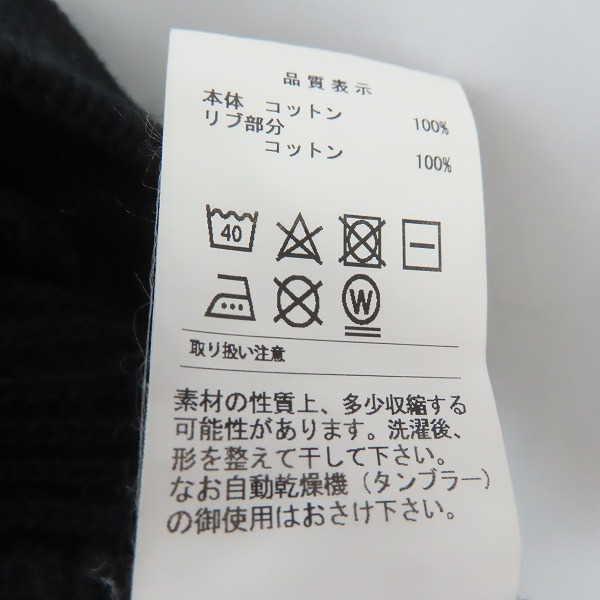 品質表示
本体 コットン 100%
リブ部分
コットン 100%
40
W
取り扱い注意
素材の性質上、多少収縮する
可能性があります。洗濯後、
形を整えて干して下さい。
なお自動乾燥機(タンブラー)
の御使用はおさけ下さい。